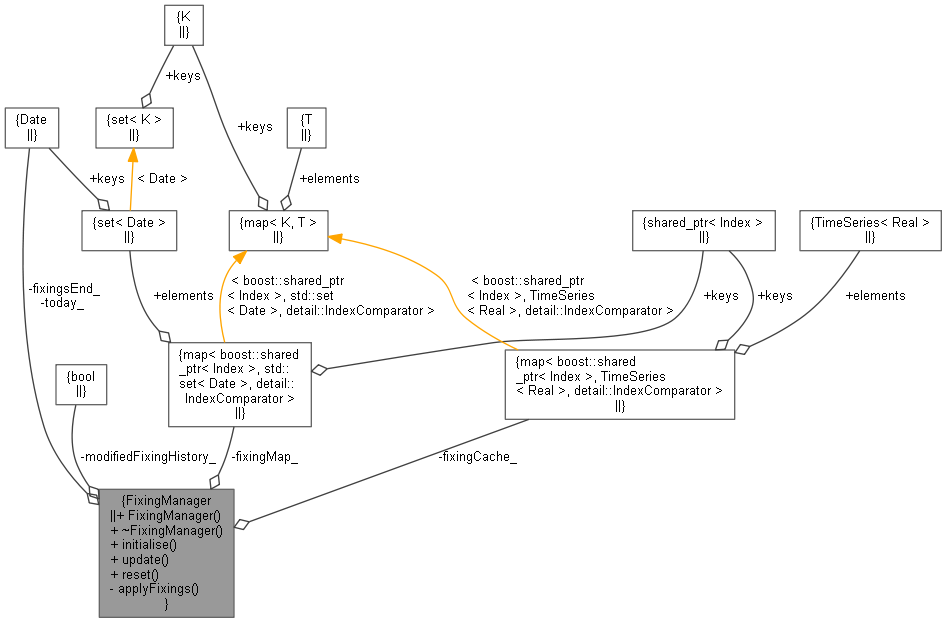 {K
||}
+keys
{Date
||}
{set< K >
||}
{T
||}
+keys
+keys
< Date >
+elements
{set< Date >
||}
{map< K, T >
||}
{shared_ptr< Index >
||}
{TimeSeries< Real >
||}
-fixingsEnd_
-today_
+elements
< boost::shared_ptr
< Index >, std::set
< Date >, detail::IndexComparator >
< boost::shared_ptr
< Index >, TimeSeries
< Real >, detail::IndexComparator >
+keys
+keys
+elements
{bool
||}
{map< boost::shared
_ptr< Index >, std::
set< Date >, detail::
IndexComparator >
||}
{map< boost::shared
_ptr< Index >, TimeSeries
< Real >, detail::IndexComparator >
||}
-modifiedFixingHistory_
-fixingMap_
-fixingCache_
{FixingManager
||+ FixingManager()
+ ~FixingManager()
+ initialise()
+ update()
+ reset()
- applyFixings()
}